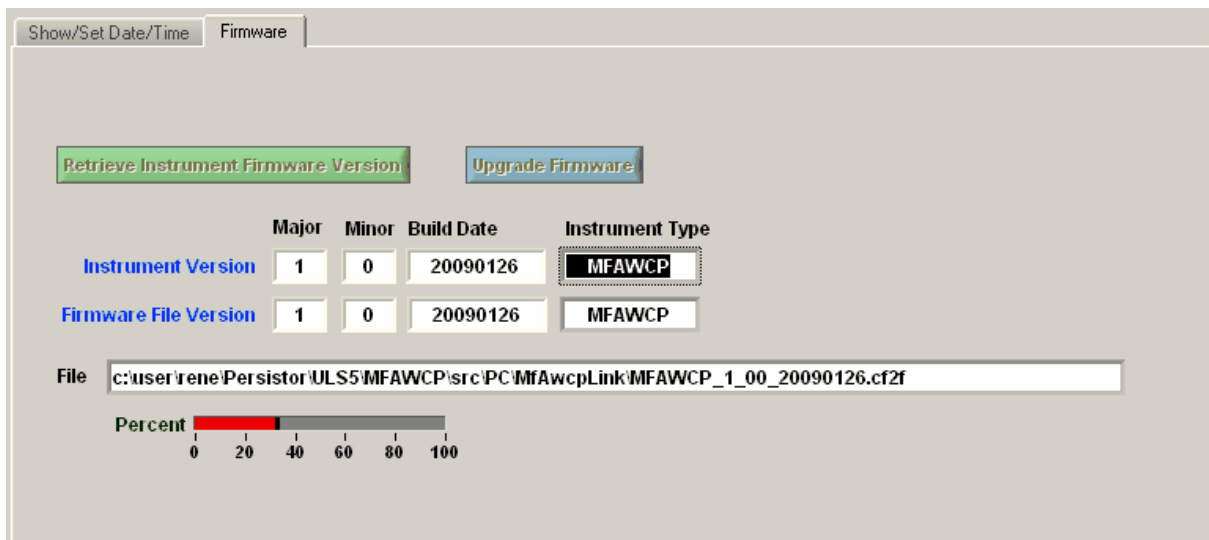 Show/Set Date/Time Firmware
Retrieve Instrument Firmware Version Upgrade Firmware
Major Minor Build Date Instrument Type
Instrument Version 1 0 20090126 MFAWCP
Firmware File Version 1 0 20090126 MFAWCP
File c:\user\rene\Persistor\ULS5\MFAWCP\src\PC\MfAwcpLink\MFAWCP_1_00_20090126.cf2f
Percent
0 20 40 60 80 100